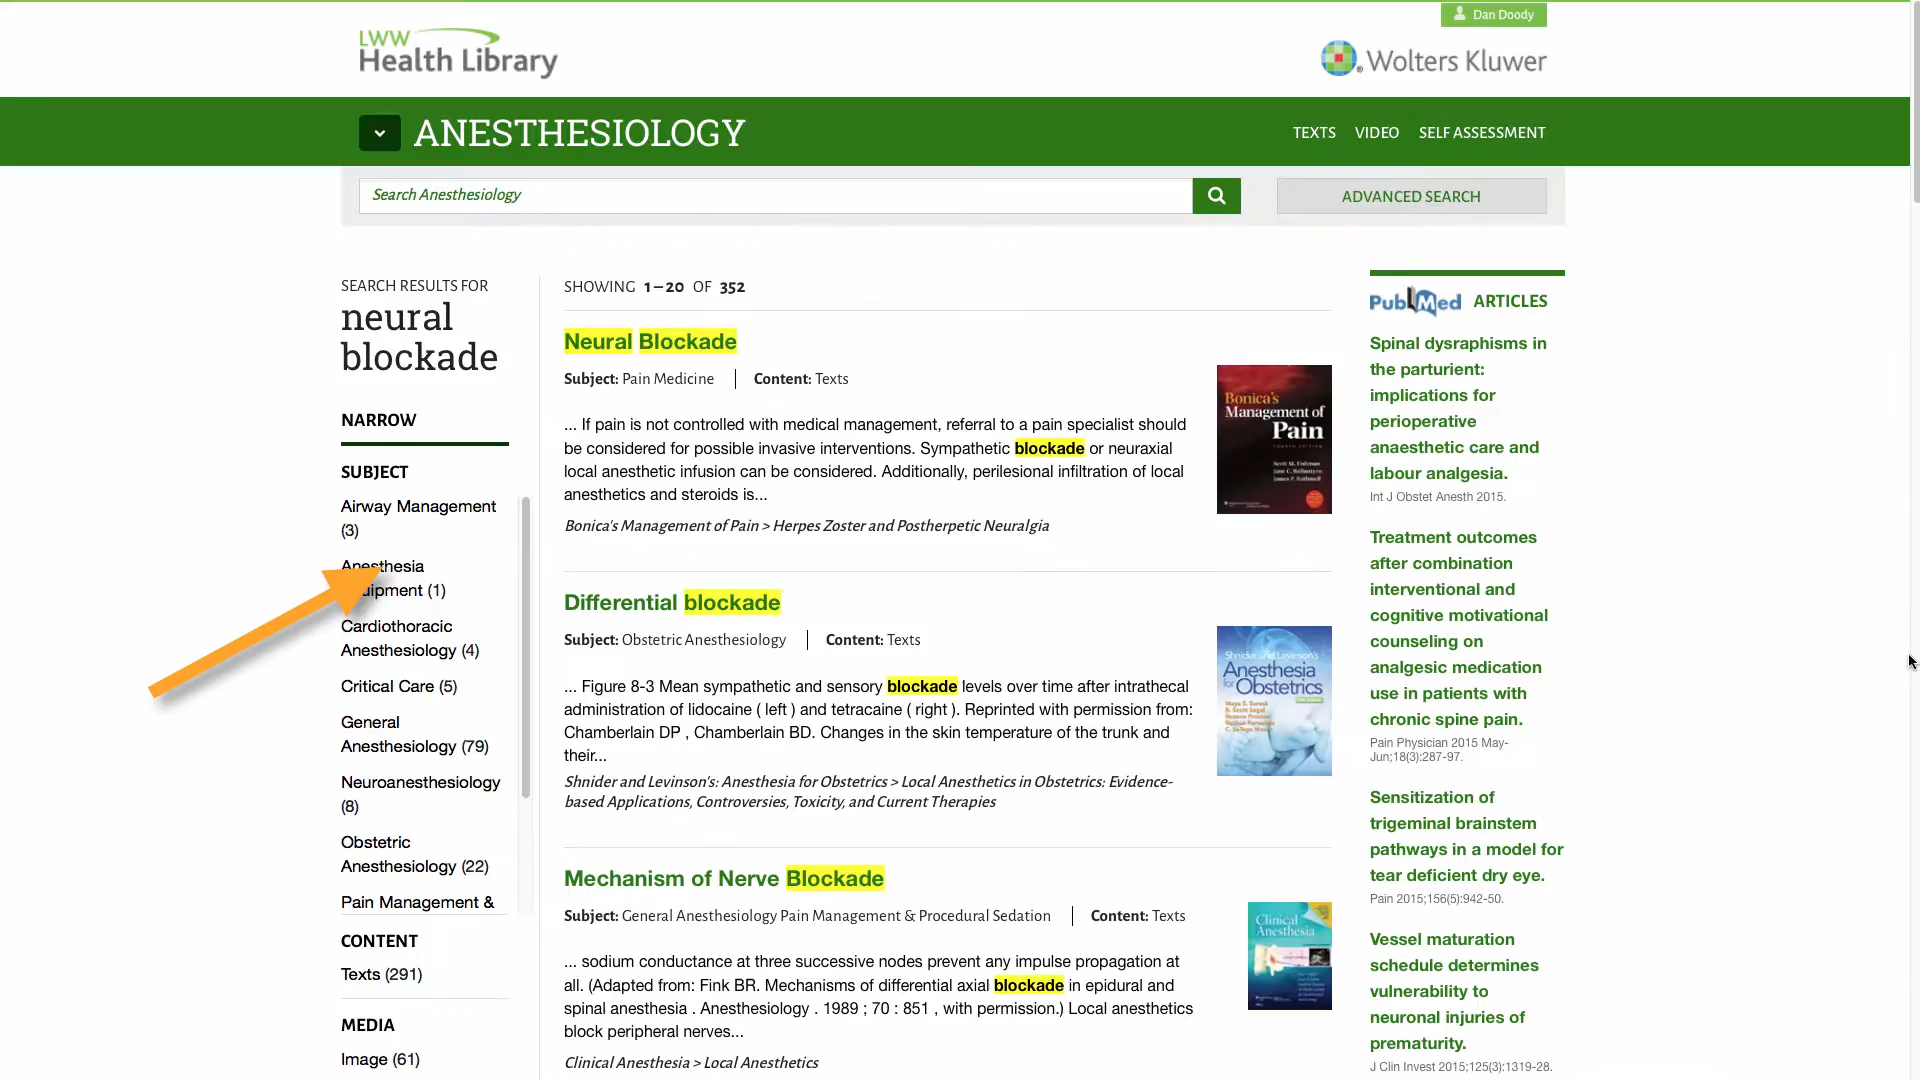 Dan Doody
LWW
Health Library
Wolters Kluwer
ANESTHESIOLOGY
TEXTS VIDEO SELF ASSESSMENT
Search Anesthesiology
ADVANCED SEARCH
SEARCH RESULTS FOR
neural
blockade
NARROW
SUBJECT
Airway Management
(3)
Anesthesia
(1)
Cardiothoracic
Anesthesiology (4)
Critical Care (5)
General
Anesthesiology (79)
Neuroanesthesiology
(8)
Obstetric
Anesthesiology (22)
Pain Management &
CONTENT
Texts (291)
MEDIA
Image (61)
SHOWING 1–20 OF 352
Neural Blockade
Subject: Pain Medicine | Content: Texts
... If pain is not controlled with medical management, referral to a pain specialist should
be considered for possible invasive interventions. Sympathetic blockade or neuraxial
local anesthetic infusion can be considered. Additionally, perilesional infiltration of local
anesthetics and steroids is...
Bonica's Management of Pain > Herpes Zoster and Postherpetic Neuralgia
Bonica's
Management of
Pain
Differential blockade
Subject: Obstetric Anesthesiology | Content: Texts
... Figure 8-3 Mean sympathetic and sensory blockade levels over time after intrathecal
administration of lidocaine ( left ) and tetracaine ( right ). Reprinted with permission from:
Chamberlain DP , Chamberlain BD. Changes in the skin temperature of the trunk and
their...
Shnider and Levinson's: Anesthesia for Obstetrics > Local Anesthetics in Obstetrics: Evidence-
based Applications, Controversies, Toxicity, and Current Therapies
Shnider and Levinson's
Anesthesia
for Obstetrics
Mechanism of Nerve Blockade
Subject: General Anesthesiology Pain Management & Procedural Sedation | Content: Texts
... sodium conductance at three successive nodes prevent any impulse propagation at
all. (Adapted from: Fink BR. Mechanisms of differential axial blockade in epidural and
spinal anesthesia . Anesthesiology . 1989 ; 70 : 851 , with permission.) Local anesthetics
block peripheral nerves...
Clinical Anesthesia > Local Anesthetics
Clinical
Anesthesia
PubMed ARTICLES
Spinal dysraphisms in
the parturient:
implications for
perioperative
anaesthetic care and
labour analgesia.
Int J Obstet Anesth 2015.
Treatment outcomes
after combination
interventional and
cognitive motivational
counseling on
analgesic medication
use in patients with
chronic spine pain.
Pain Physician 2015 May-
Jun;18(3):287-97.
Sensitization of
trigeminal brainstem
pathways in a model for
tear deficient dry eye.
Pain 2015;156(5):942-50.
Vessel maturation
schedule determines
vulnerability to
neuronal injuries of
prematurity.
J Clin Invest 2015;125(3):1319-28.